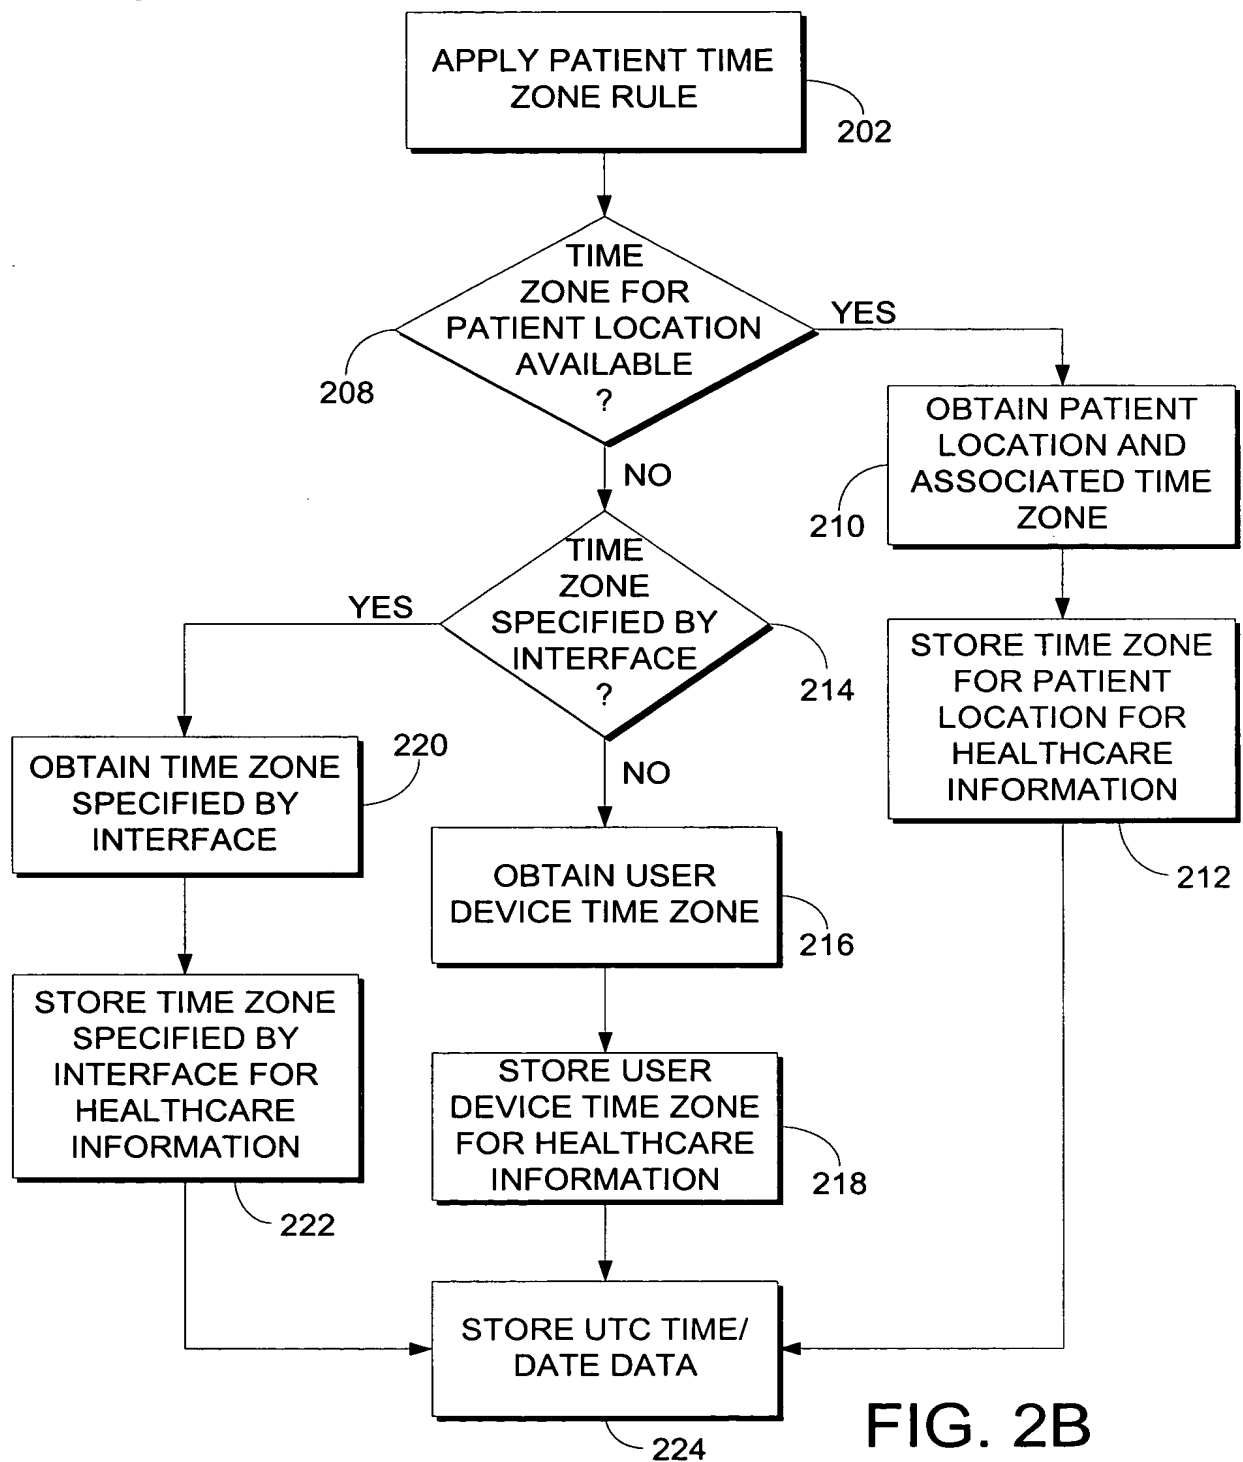 APPLY PATIENT TIME
ZONE RULE
202
TIME
ZONE FOR
PATIENT LOCATION
AVAILABLE
?
208
YES
NO
OBTAIN PATIENT
LOCATION AND
ASSOCIATED TIME
ZONE
210
TIME
ZONE
SPECIFIED BY
INTERFACE
?
214
YES
NO
STORE TIME ZONE
FOR PATIENT
LOCATION FOR
HEALTHCARE
INFORMATION
212
OBTAIN TIME ZONE
SPECIFIED BY
INTERFACE
220
OBTAIN USER
DEVICE TIME ZONE
216
STORE TIME ZONE
SPECIFIED BY
INTERFACE FOR
HEALTHCARE
INFORMATION
222
STORE USER
DEVICE TIME ZONE
FOR HEALTHCARE
INFORMATION
218
STORE UTC TIME/
DATE DATA
224
FIG. 2B